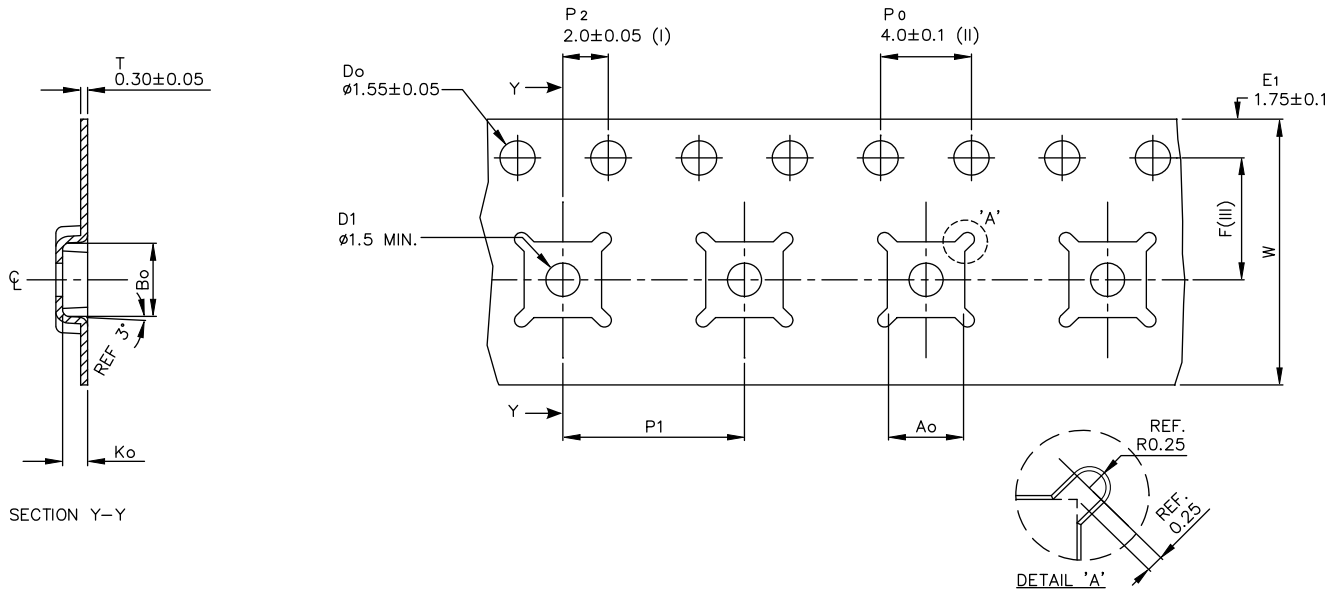 T
0.30±0.05
P2
2.0±0.05 (I)
Po
4.0±0.1 (II)
Do
ø1.55±0.05
Y
E1
1.75±0.1
D1
ø1.5 MIN.
'A'
F(III)
W
℄
Bo
REF 3°
Y
P1
Ao
Ko
SECTION Y-Y
REF.
R0.25
REF.
0.25
DETAIL 'A'